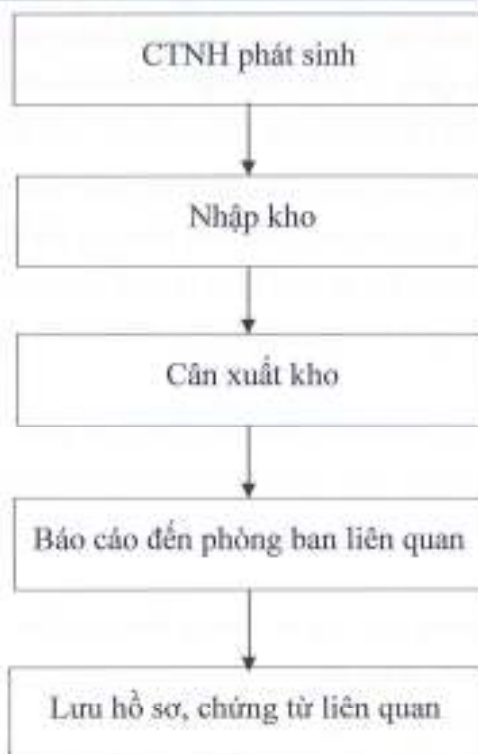 CTNH phát sinh
Nhập kho
Cân xuất kho
Báo cáo đến phòng ban liên quan
Lưu hồ sơ, chứng từ liên quan